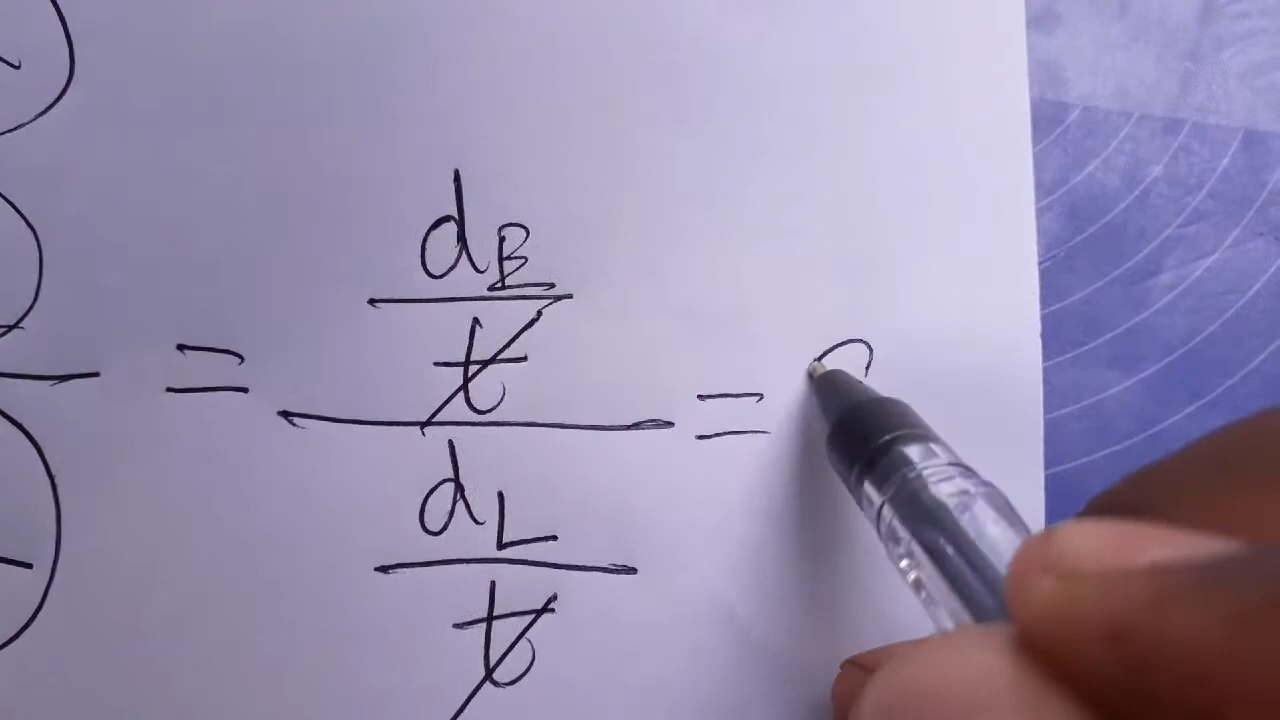 = d_B / t
/ d_L / t =